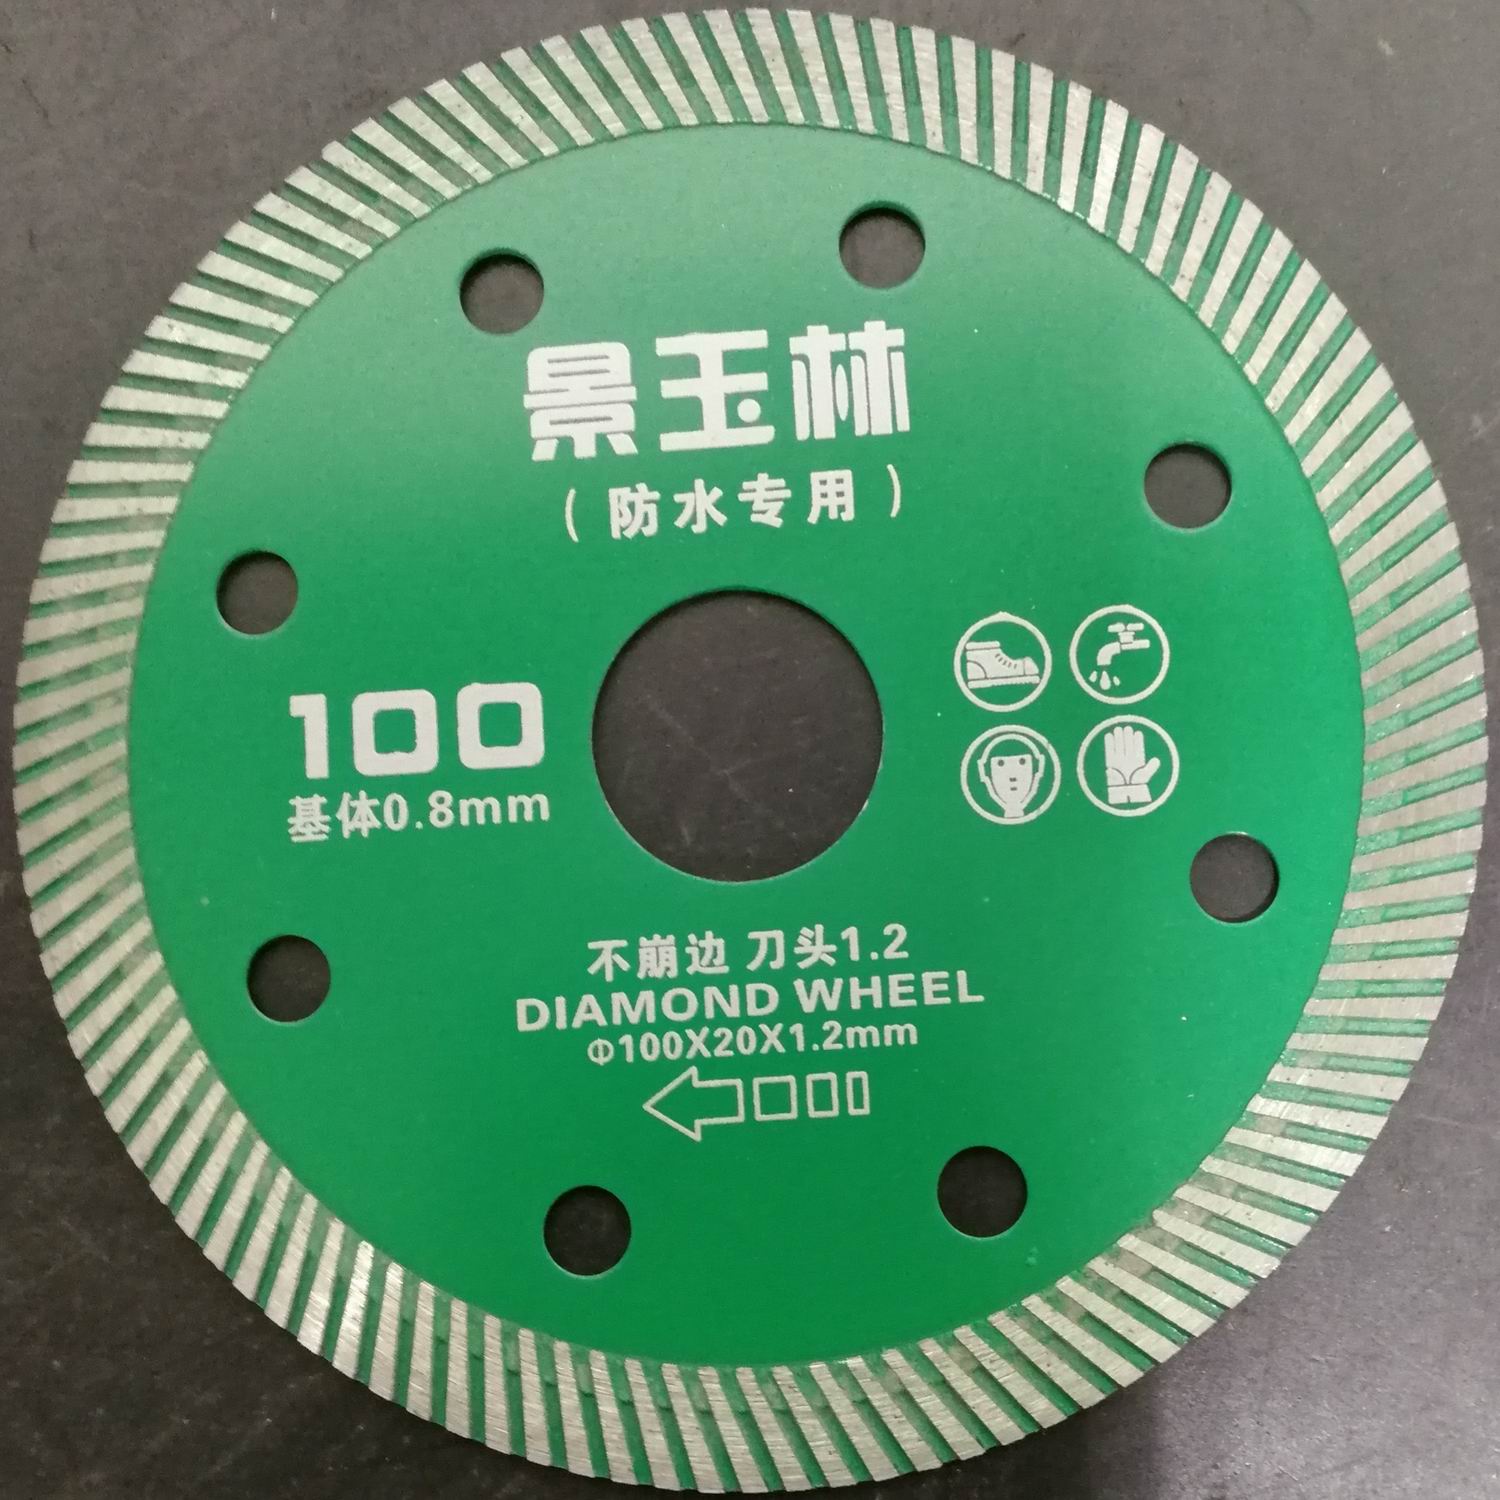 景玉林
(防水专用)
100
基体0.8mm
不崩边 刀头1.2
DIAMOND WHEEL
Φ100X20X1.2mm